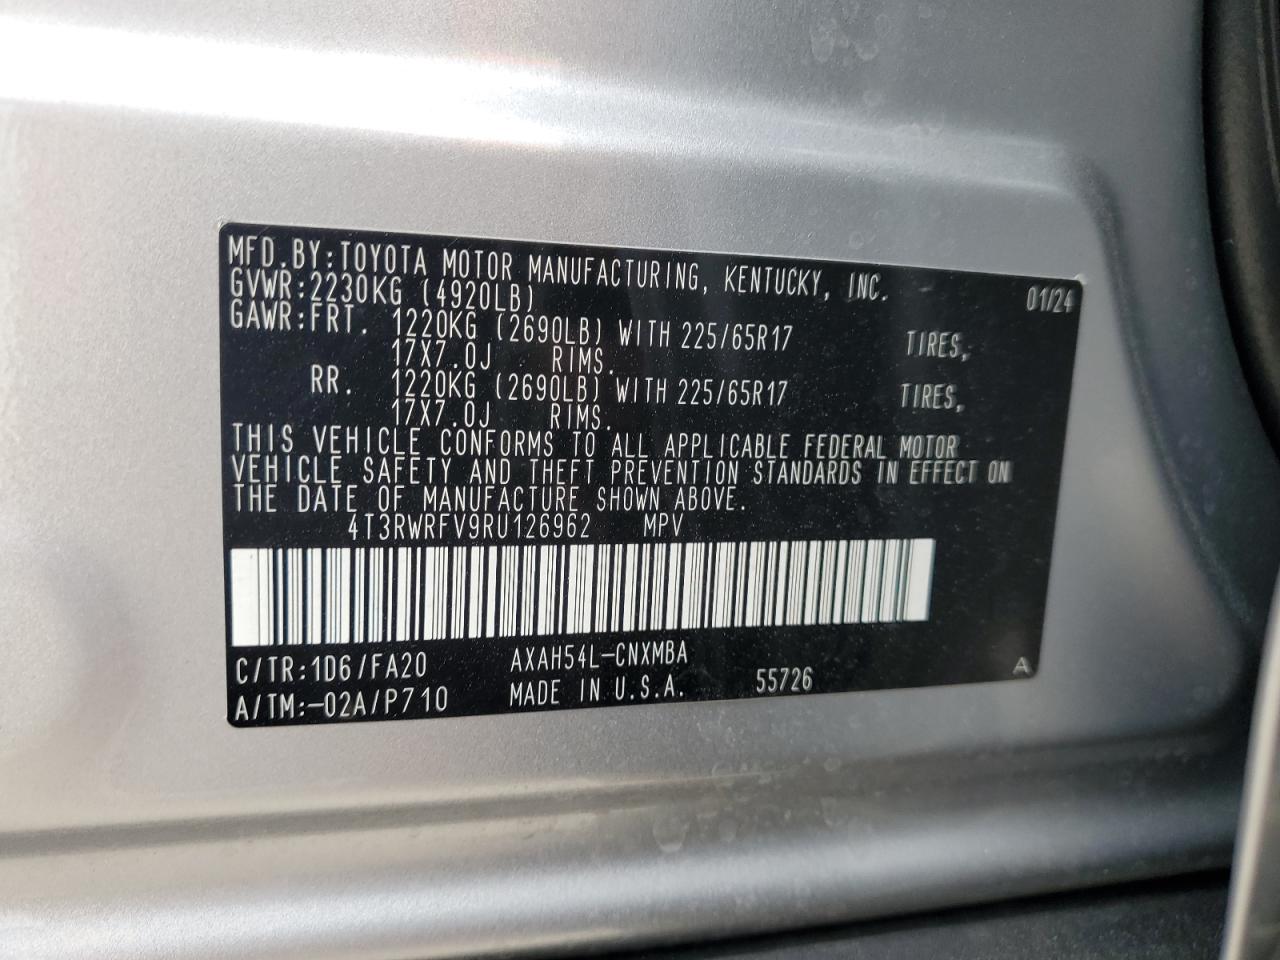 MFD.BY:TOYOTA MOTOR MANUFACTURING, KENTUCKY, INC. 01/24
GVWR:2230KG (4920LB)
GAWR:FRT. 1220KG (2690LB) WITH 225/65R17 TIRES,
17X7.0J RIMS.
RR. 1220KG (2690LB) WITH 225/65R17 TIRES,
17X7.0J RIMS.
THIS VEHICLE CONFORMS TO ALL APPLICABLE FEDERAL MOTOR
VEHICLE SAFETY AND THEFT PREVENTION STANDARDS IN EFFECT ON
THE DATE OF MANUFACTURE SHOWN ABOVE.
4T3RWRFV9RU126962 MPV
C/TR:1D6/FA20 AXAH54L-CNXMBA A
A/TM:-02A/P710 MADE IN U.S.A. 55726